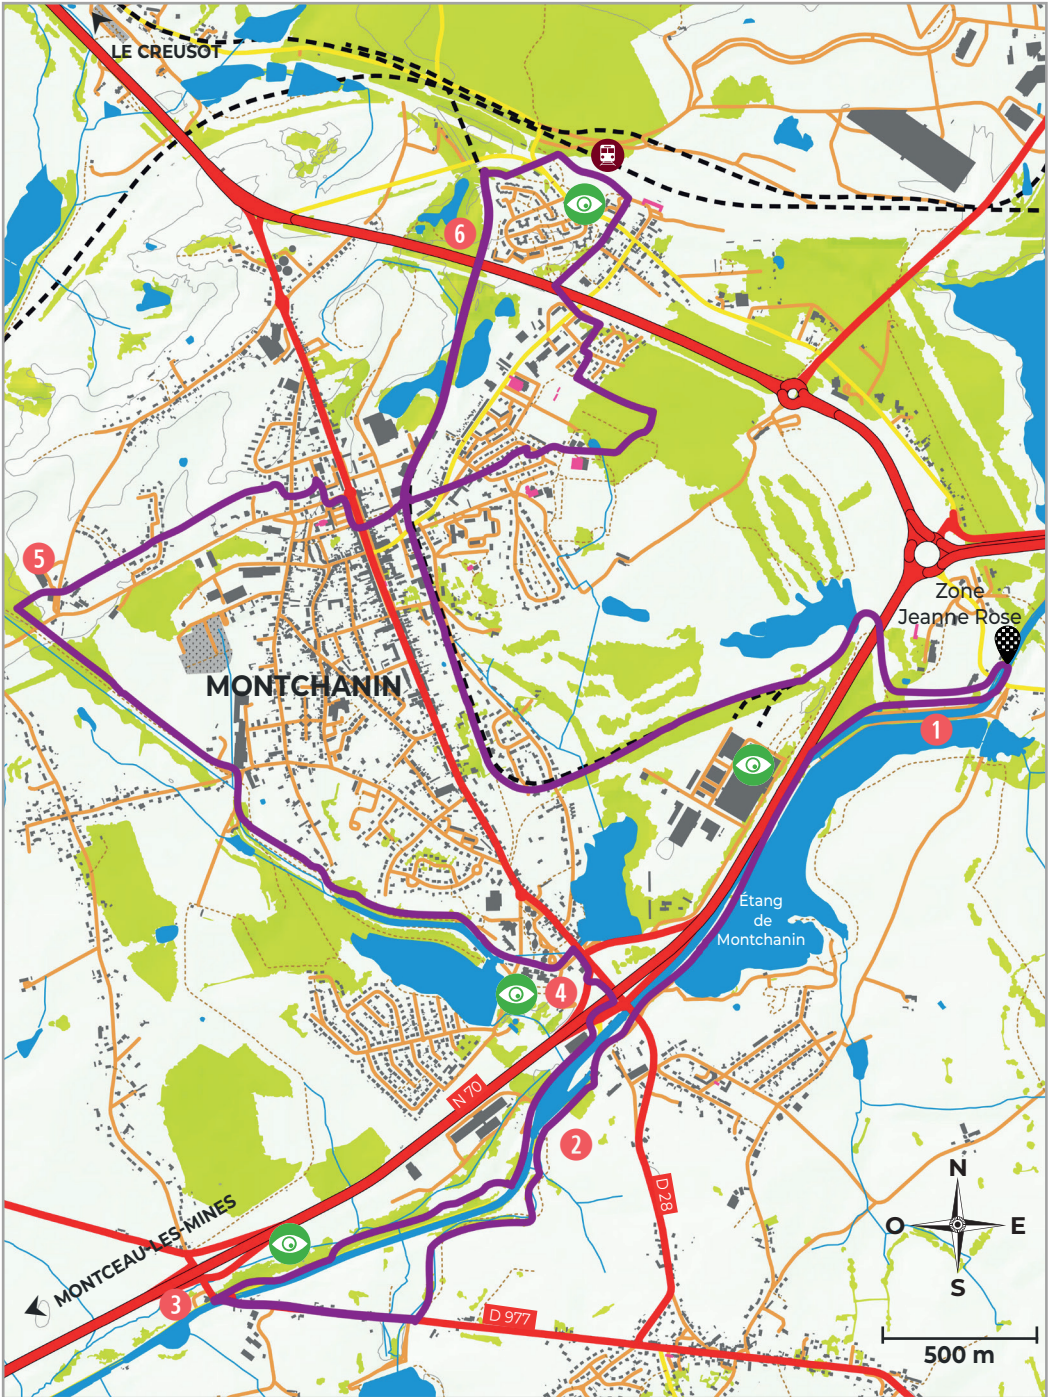 LE CREUSOT
6
5
Zone
Jeanne Rose
MONTCHANIN
1
Étang
de
Montchanin
4
N 70
2
D 28
MONTCEAU-LES-MINES
3
D 977
N
O
E
S
500 m